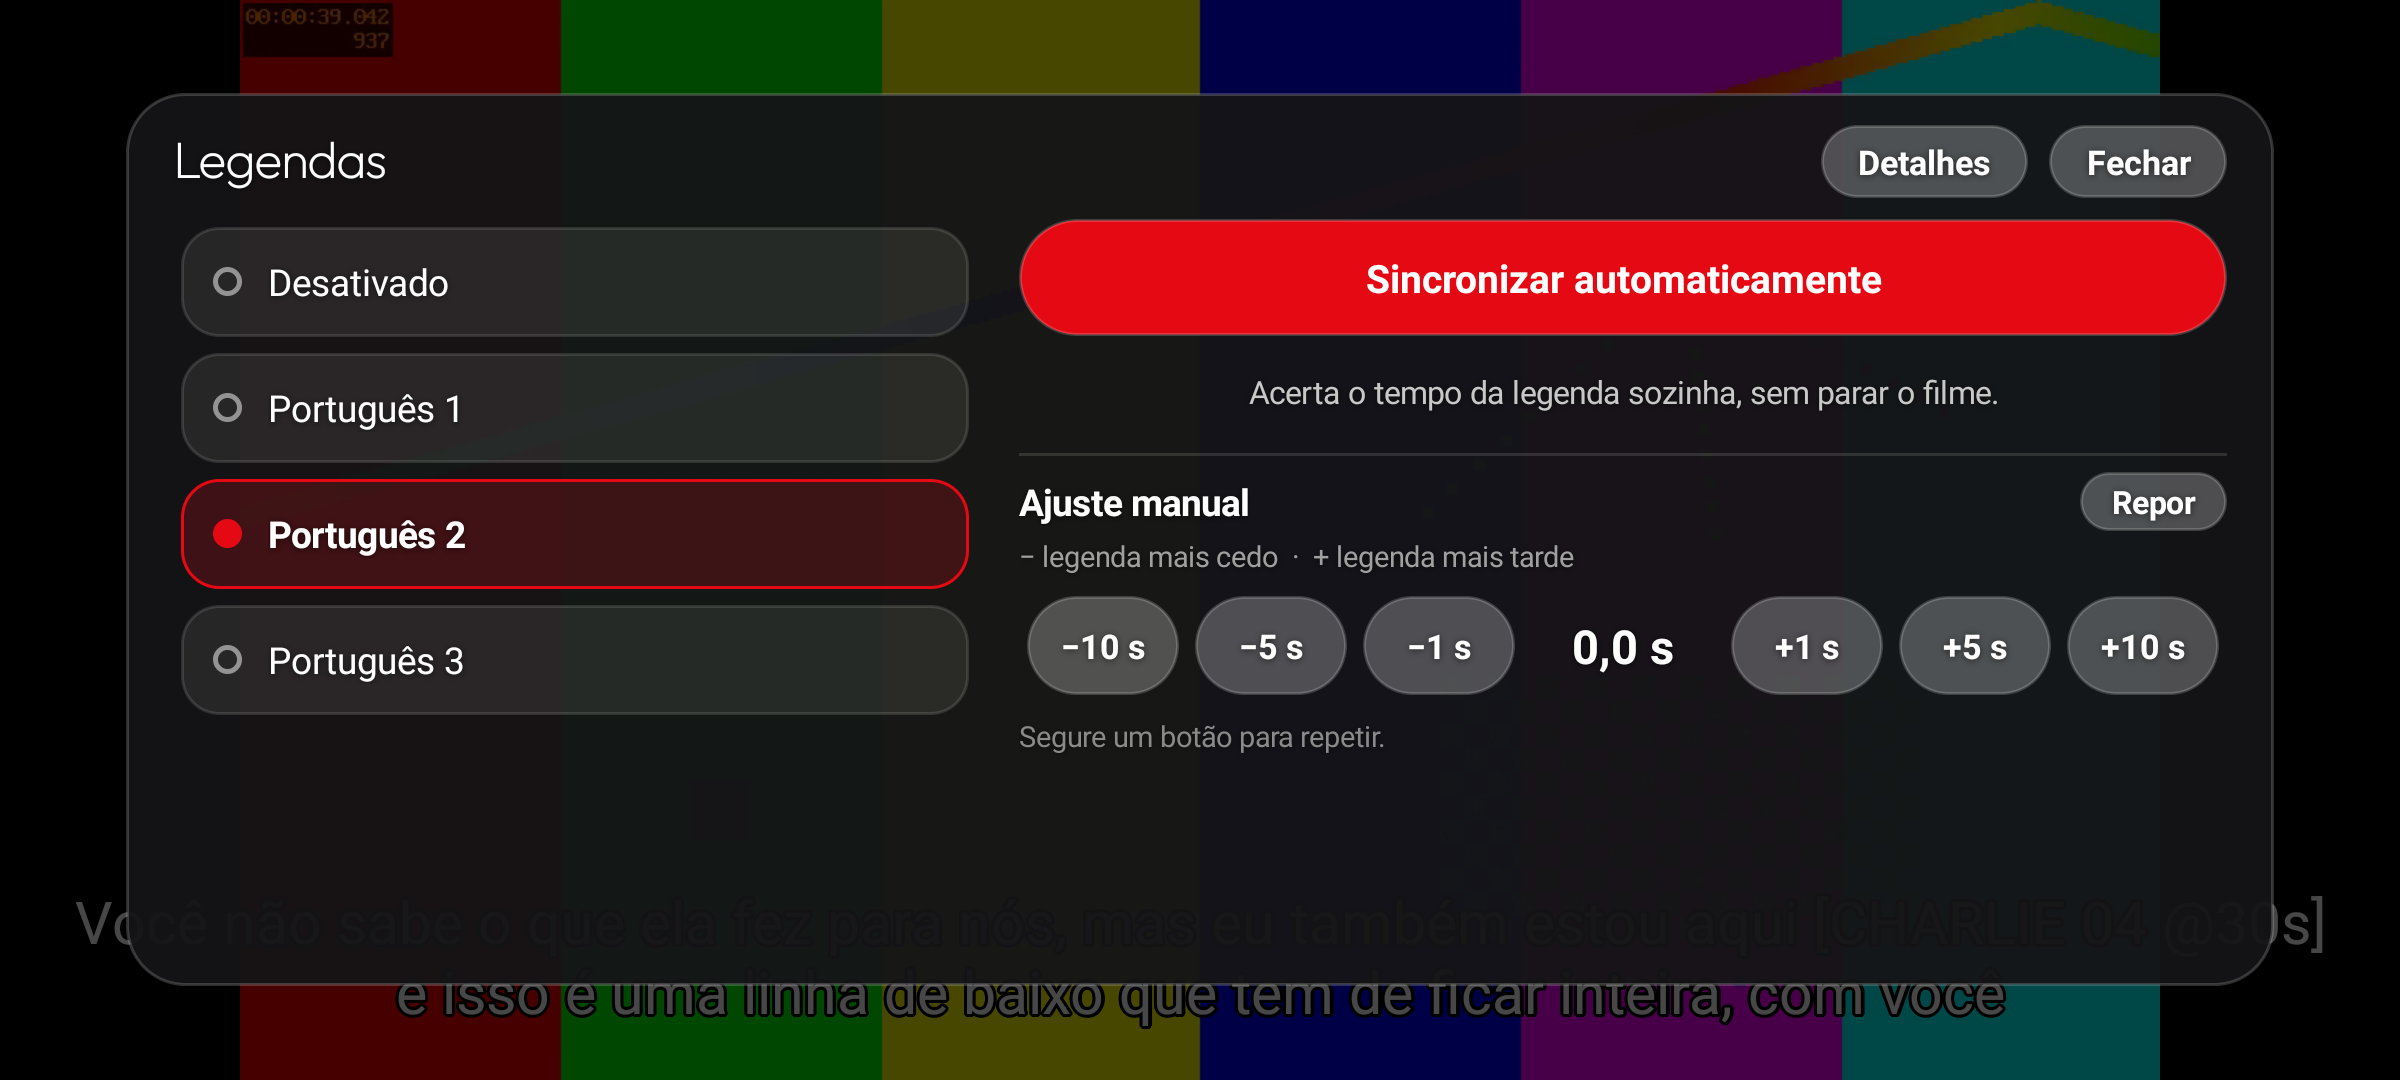 00:00:39.042
937
Legendas
Detalhes
Fechar
Desativado
Português 1
Português 2
Português 3
Sincronizar automaticamente
Acerta o tempo da legenda sozinha, sem parar o filme.
Ajuste manual
Repor
− legenda mais cedo · + legenda mais tarde
−10 s
−5 s
−1 s
0,0 s
+1 s
+5 s
+10 s
Segure um botão para repetir.
Você não sabe o que ela fez para nós, mas eu também estou aqui [CHARLIE 04 @30s]
e isso é uma linha de baixo que tem de ficar inteira, com você